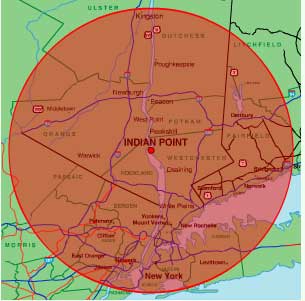 ULSTER
Kingston
DUTCHESS
LITCHFIELD
Poughkeepsie
Newburgh
Beacon
Middletown
West Point
PUTNAM
Danbury
ORANGE
Peekskill
FAIRFIELD
INDIAN POINT
Warwick
WESTCHESTER
Ossining
ROCKLAND
PASSAIC
Bridgeport
Stamford
Norwalk
BERGEN
White Plains
Paterson
Yonkers
Mount Vernon
New Rochelle
Clifton
MORRIS
East Orange
Newark
Levittown
New York